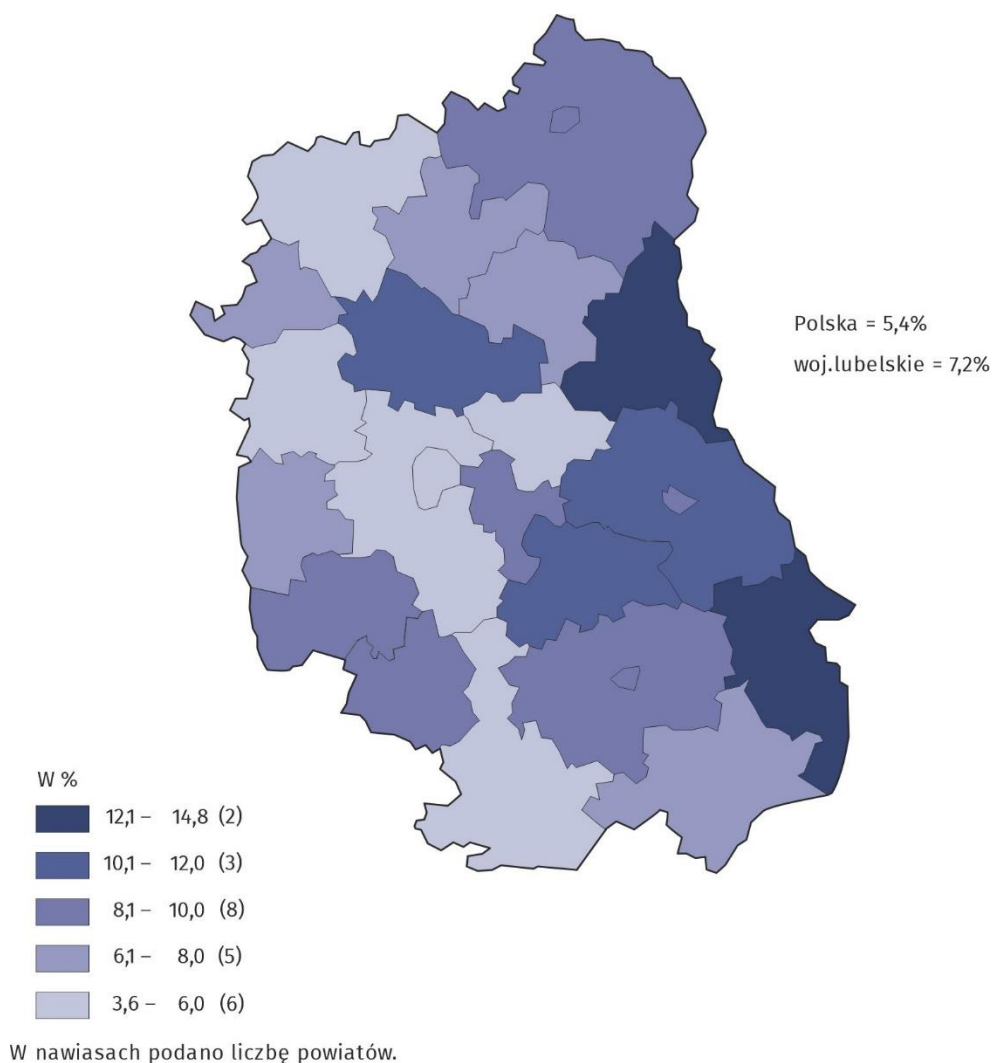 Polska = 5,4%
woj.lubelskie = 7,2%
W %
12,1 – 14,8 (2)
10,1 – 12,0 (3)
8,1 – 10,0 (8)
6,1 – 8,0 (5)
3,6 – 6,0 (6)
W nawiasach podano liczbę powiatów.